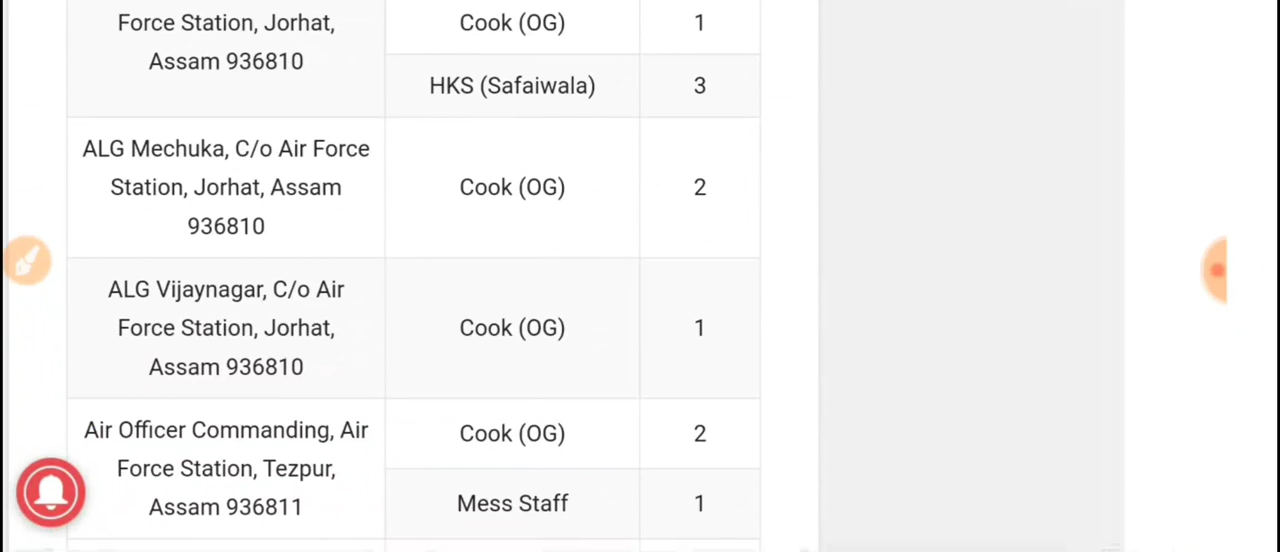 Force Station, Jorhat,
Assam 936810
Cook (OG)
1
HKS (Safaiwala)
3
ALG Mechuka, C/o Air Force
Station, Jorhat, Assam
936810
Cook (OG)
2
ALG Vijaynagar, C/o Air
Force Station, Jorhat,
Assam 936810
Cook (OG)
1
Air Officer Commanding, Air
Force Station, Tezpur,
Assam 936811
Cook (OG)
2
Mess Staff
1